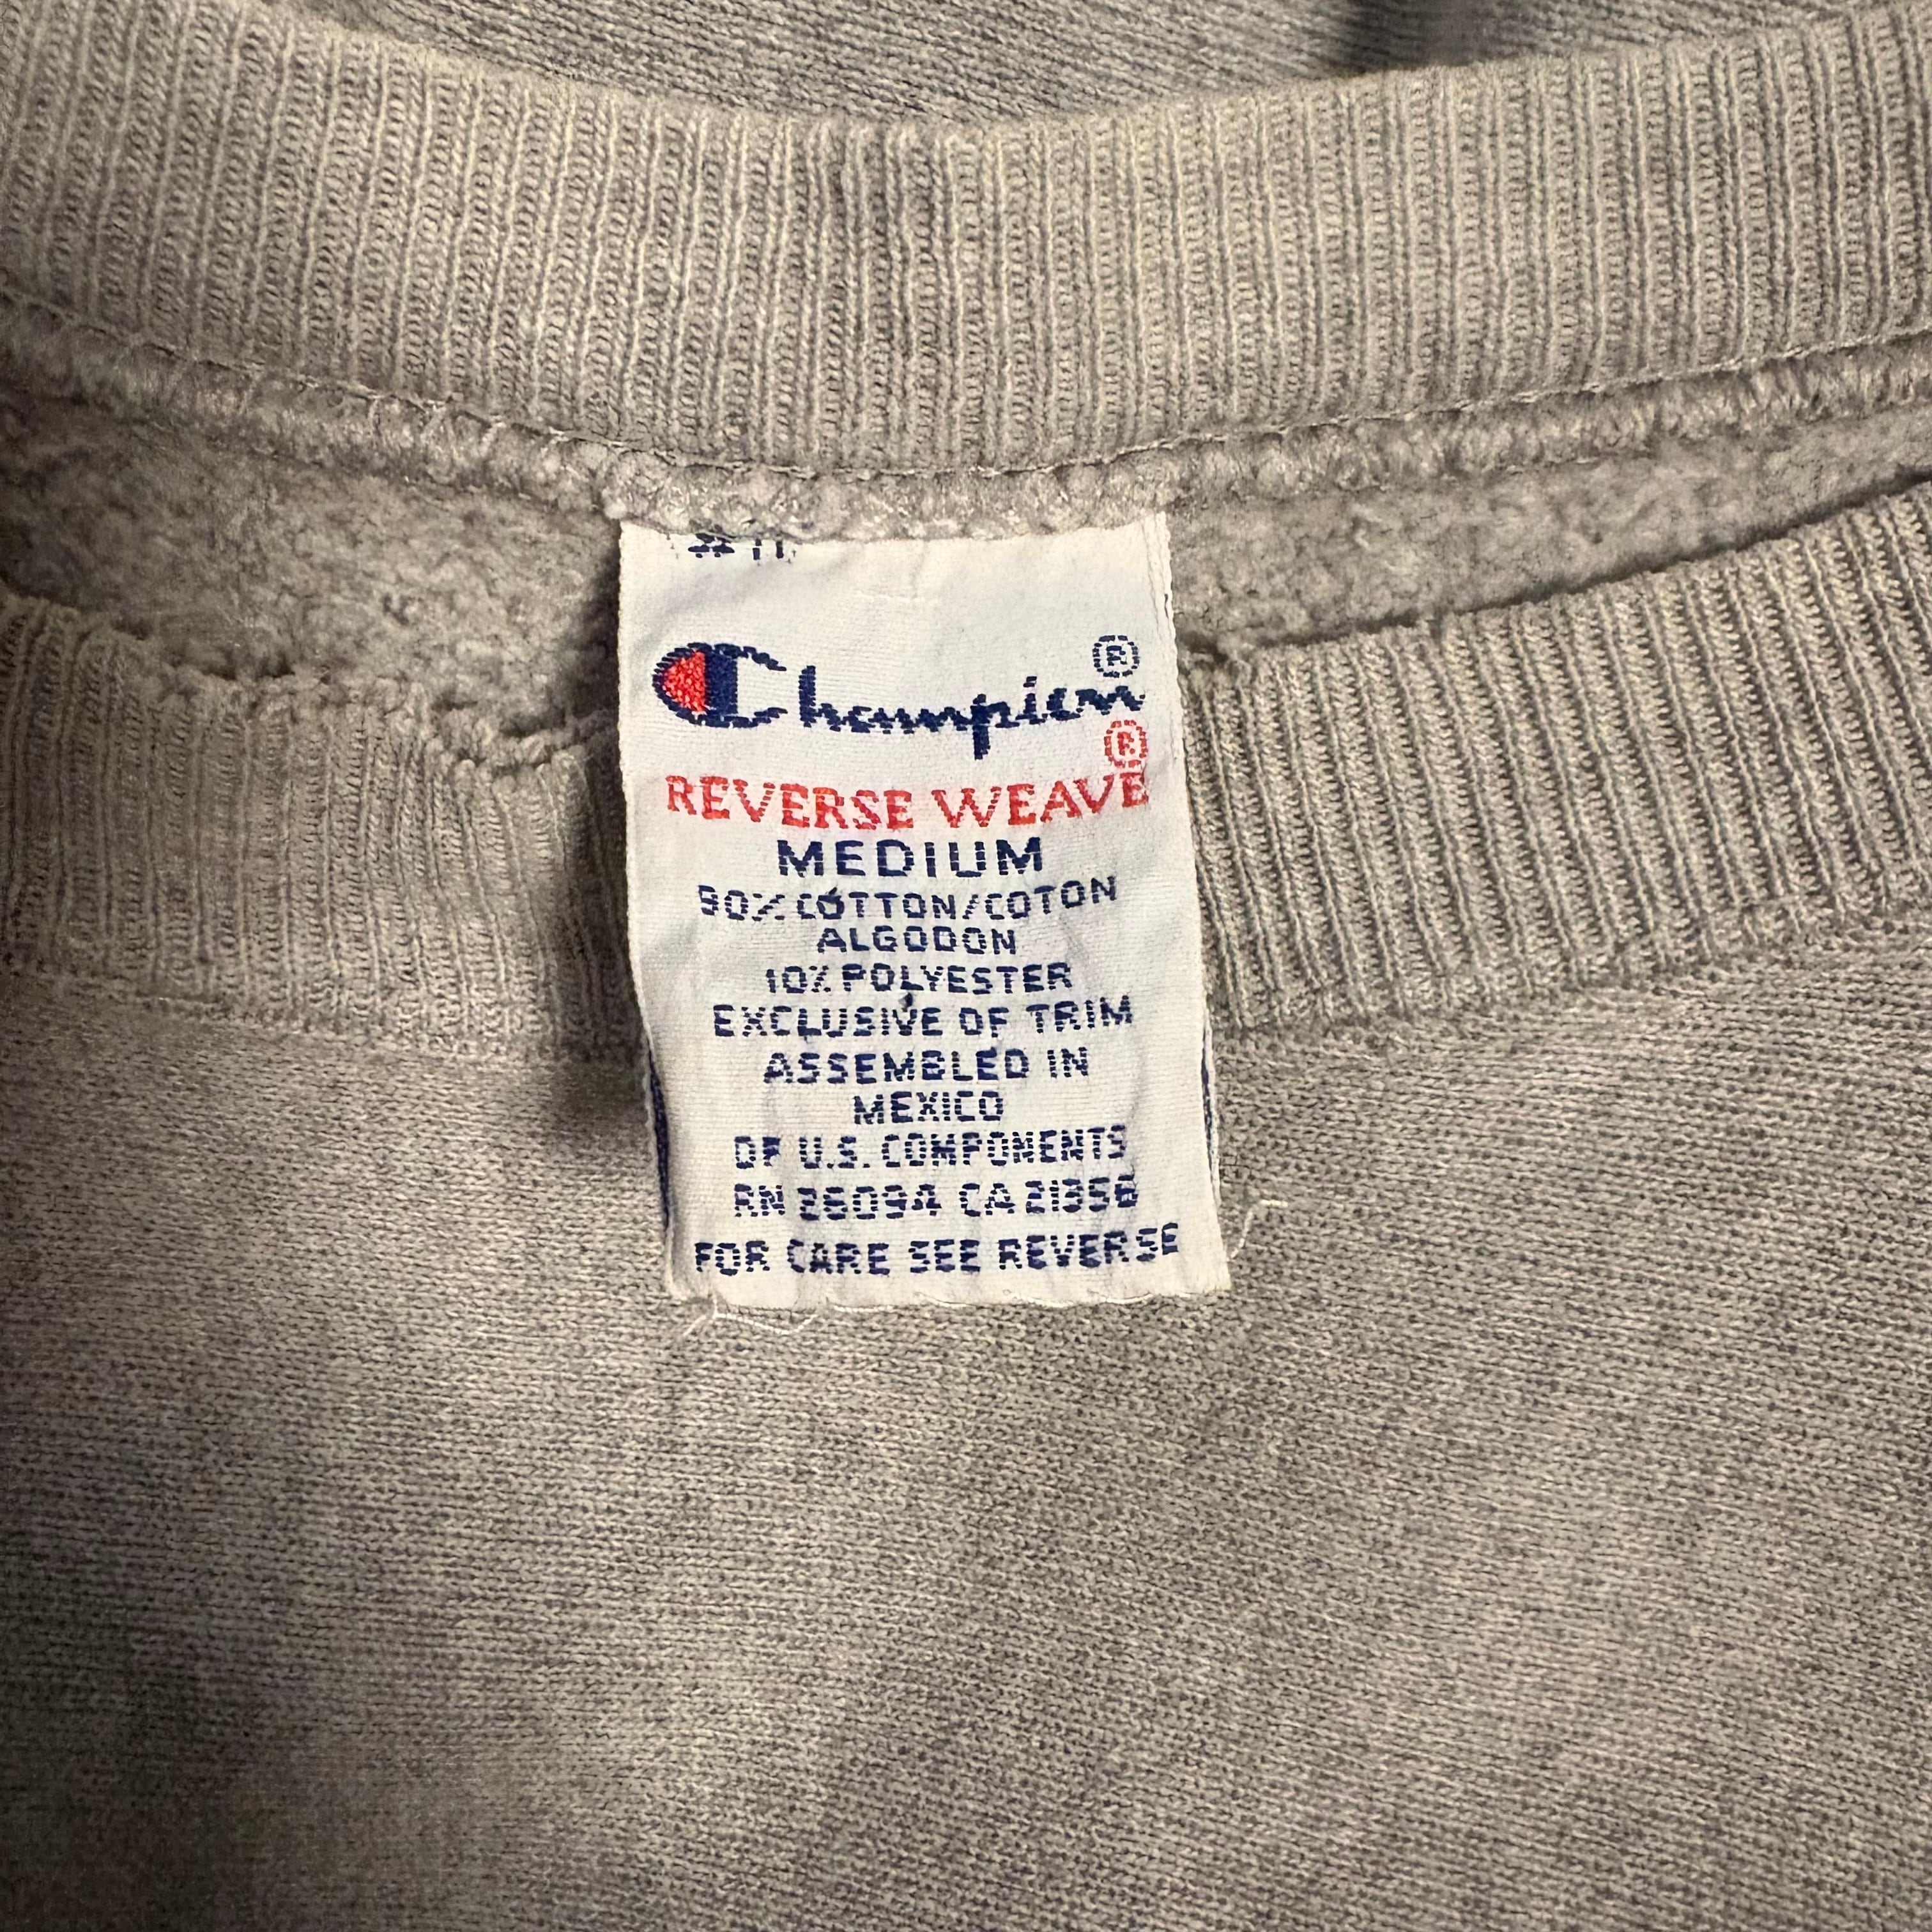 Champion®
®
REVERSE WEAVE
MEDIUM
90% COTTON/COTON
ALGODON
10% POLYESTER
EXCLUSIVE OF TRIM
ASSEMBLED IN
MEXICO
OF U.S. COMPONENTS
RN 26094 CA 21356
FOR CARE SEE REVERSE